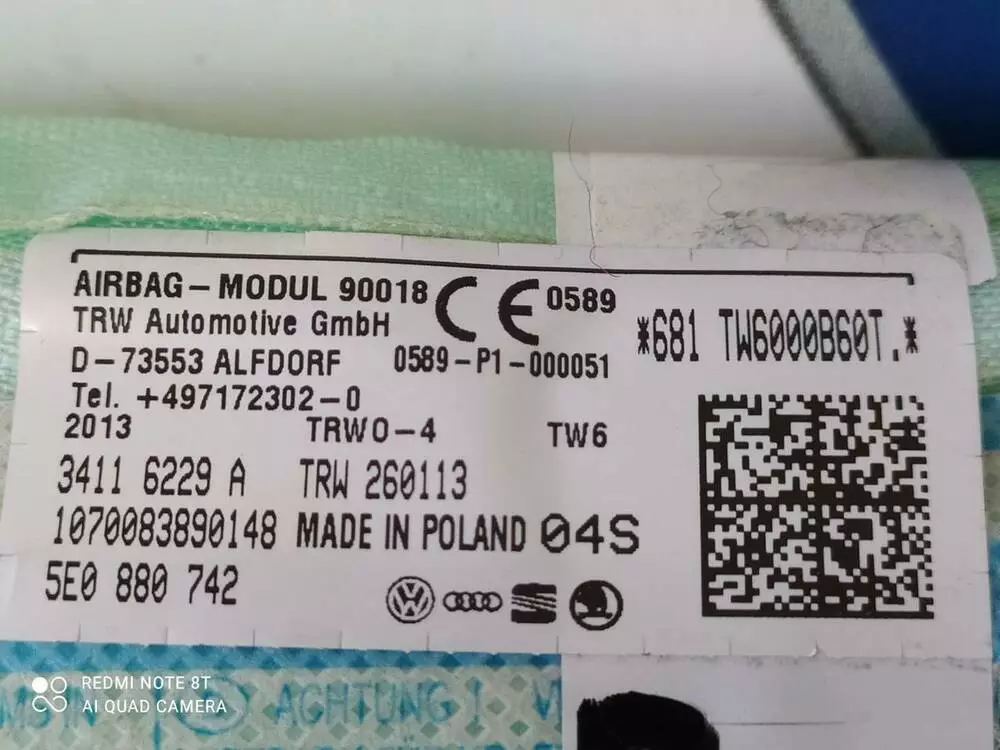 AIRBAG-MODUL 90018 CE 0589
TRW Automotive GmbH
D-73553 ALFDORF 0589-P1-000051
Tel. +497172302-0
2013 TRWO-4 TW6
3411 6229 A TRW 260113
1070083890148 MADE IN POLAND 04S
5E0 880 742
*681 TW6000B60T.*
ACHTUNG!
REDMI NOTE 8T
AI QUAD CAMERA